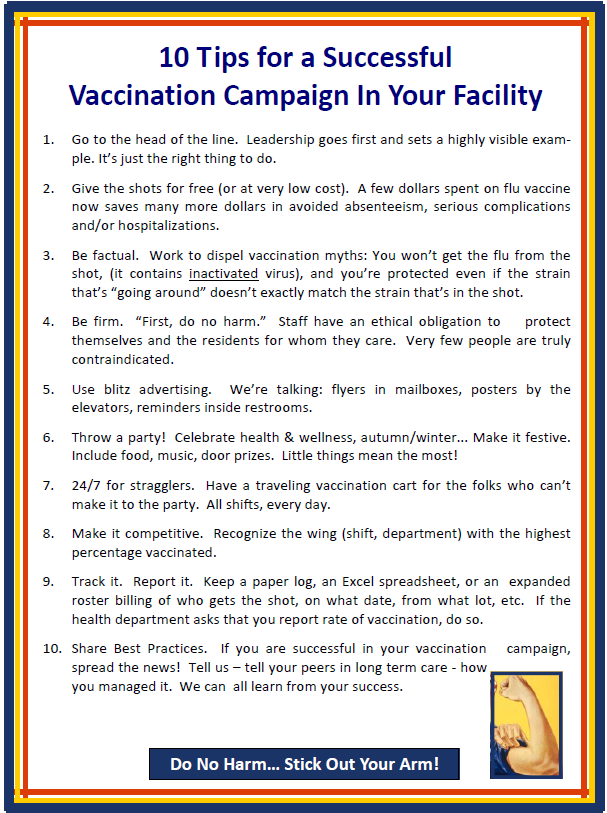 10 Tips for a Successful
Vaccination Campaign In Your Facility
1. Go to the head of the line. Leadership goes first and sets a highly visible exam-
ple. It’s just the right thing to do.
2. Give the shots for free (or at very low cost). A few dollars spent on flu vaccine
now saves many more dollars in avoided absenteeism, serious complications
and/or hospitalizations.
3. Be factual. Work to dispel vaccination myths: You won’t get the flu from the
shot, (it contains inactivated virus), and you’re protected even if the strain
that’s “going around” doesn’t exactly match the strain that’s in the shot.
4. Be firm. “First, do no harm.” Staff have an ethical obligation to protect
themselves and the residents for whom they care. Very few people are truly
contraindicated.
5. Use blitz advertising. We’re talking: flyers in mailboxes, posters by the
elevators, reminders inside restrooms.
6. Throw a party! Celebrate health & wellness, autumn/winter... Make it festive.
Include food, music, door prizes. Little things mean the most!
7. 24/7 for stragglers. Have a traveling vaccination cart for the folks who can’t
make it to the party. All shifts, every day.
8. Make it competitive. Recognize the wing (shift, department) with the highest
percentage vaccinated.
9. Track it. Report it. Keep a paper log, an Excel spreadsheet, or an expanded
roster billing of who gets the shot, on what date, from what lot, etc. If the
health department asks that you report rate of vaccination, do so.
10. Share Best Practices. If you are successful in your vaccination campaign,
spread the news! Tell us – tell your peers in long term care - how
you managed it. We can all learn from your success.
Do No Harm... Stick Out Your Arm!